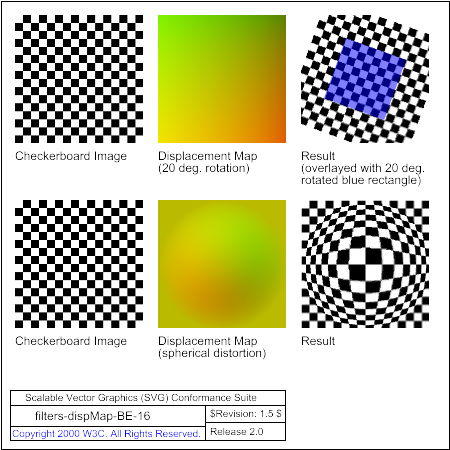 Checkerboard Image
Displacement Map
(20 deg. rotation)
Result
(overlayed with 20 deg.
rotated blue rectangle)
Checkerboard Image
Displacement Map
(spherical distortion)
Result
Scalable Vector Graphics (SVG) Conformance Suite
filters-dispMap-BE-16
$Revision: 1.5 $
Copyright 2000 W3C. All Rights Reserved.
Release 2.0